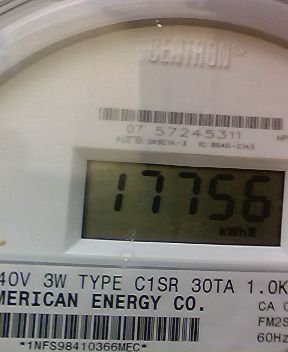 CENTRON®
07 57245311
17756
kWh
40V 3W TYPE C1SR 30TA 1.0K
MERICAN ENERGY CO.
CA
FM2S
60Hz
*1NFS98410366MEC*